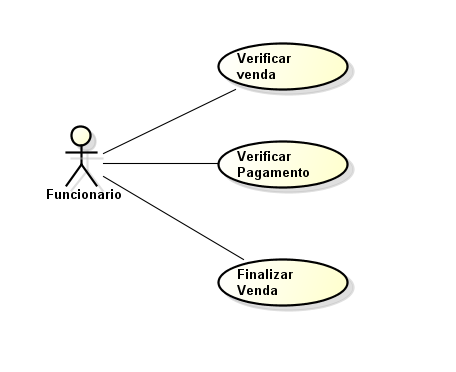 Verificar
venda
Verificar
Pagamento
Funcionario
Finalizar
Venda